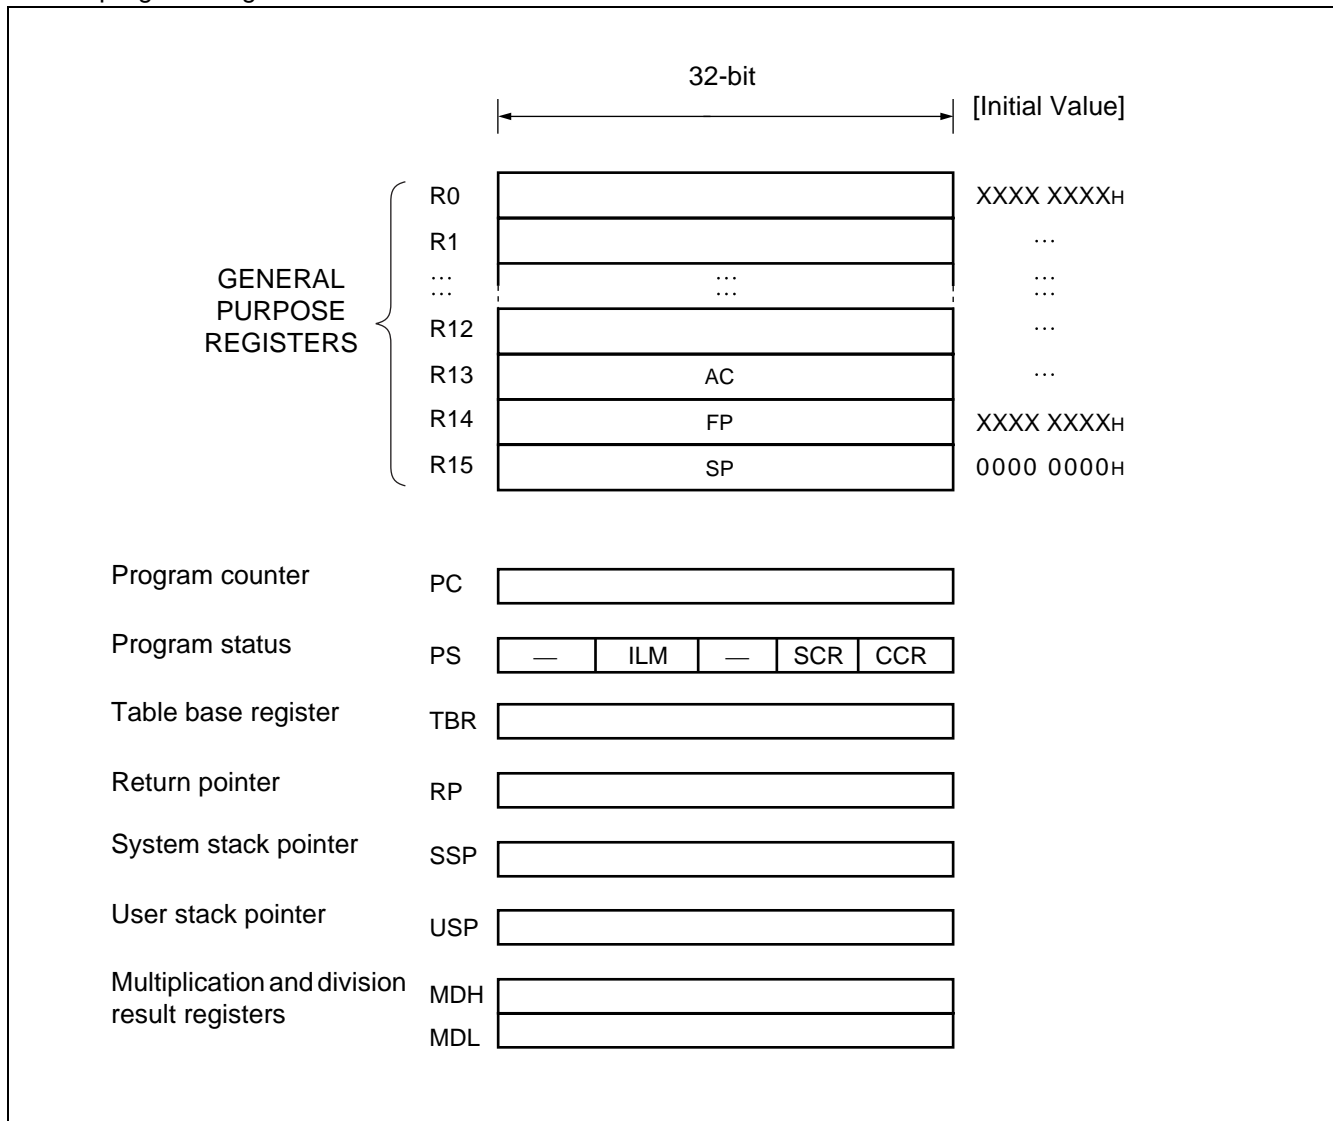 32-bit
[Initial Value]
R0 XXXX XXXXH
R1 ...
GENERAL
PURPOSE
REGISTERS
... ... ...
... ... ...
R12 ...
R13 AC ...
R14 FP XXXX XXXXH
R15 SP 0000 0000H
Program counter PC
Program status PS — ILM — SCR CCR
Table base register TBR
Return pointer RP
System stack pointer SSP
User stack pointer USP
Multiplication and division
result registers
MDH
MDL